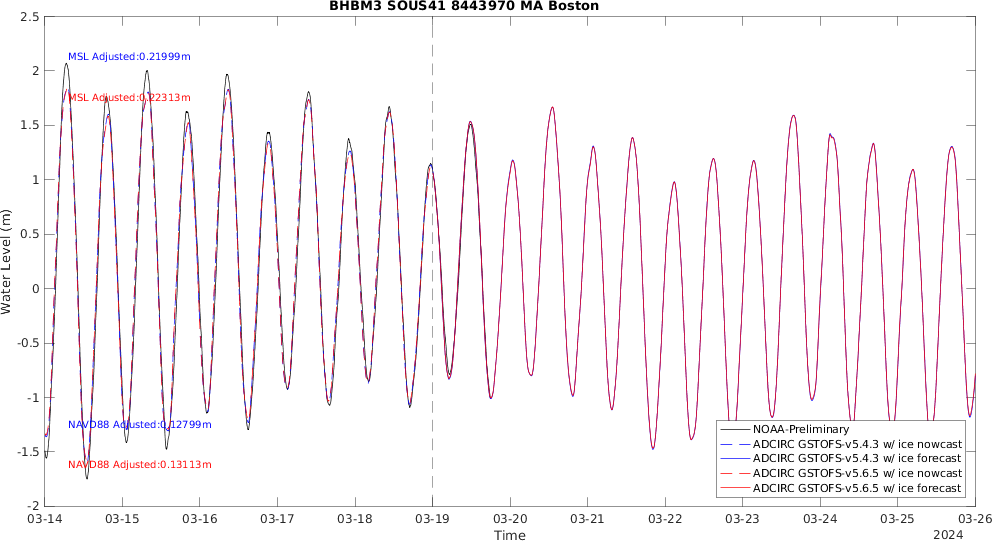 BHBM3 SOUS41 8443970 MA Boston
2.5
2
1.5
1
0.5
0
-0.5
-1
-1.5
-2
Water Level (m)
MSL Adjusted:0.21999m
MSL Adjusted:0.22313m
NAVD88 Adjusted:0.12799m
NAVD88 Adjusted:0.13113m
NOAA-Preliminary
ADCIRC GSTOFS-v5.4.3 w/ ice nowcast
ADCIRC GSTOFS-v5.4.3 w/ ice forecast
ADCIRC GSTOFS-v5.6.5 w/ ice nowcast
ADCIRC GSTOFS-v5.6.5 w/ ice forecast
03-14 03-15 03-16 03-17 03-18 03-19 03-20 03-21 03-22 03-23 03-24 03-25 03-26
Time
2024